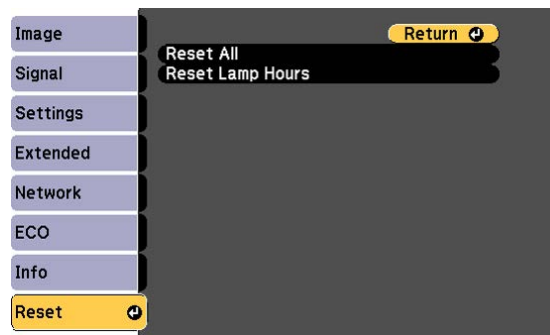 Image
Signal
Settings
Extended
Network
ECO
Info
Reset
Return
Reset All
Reset Lamp Hours